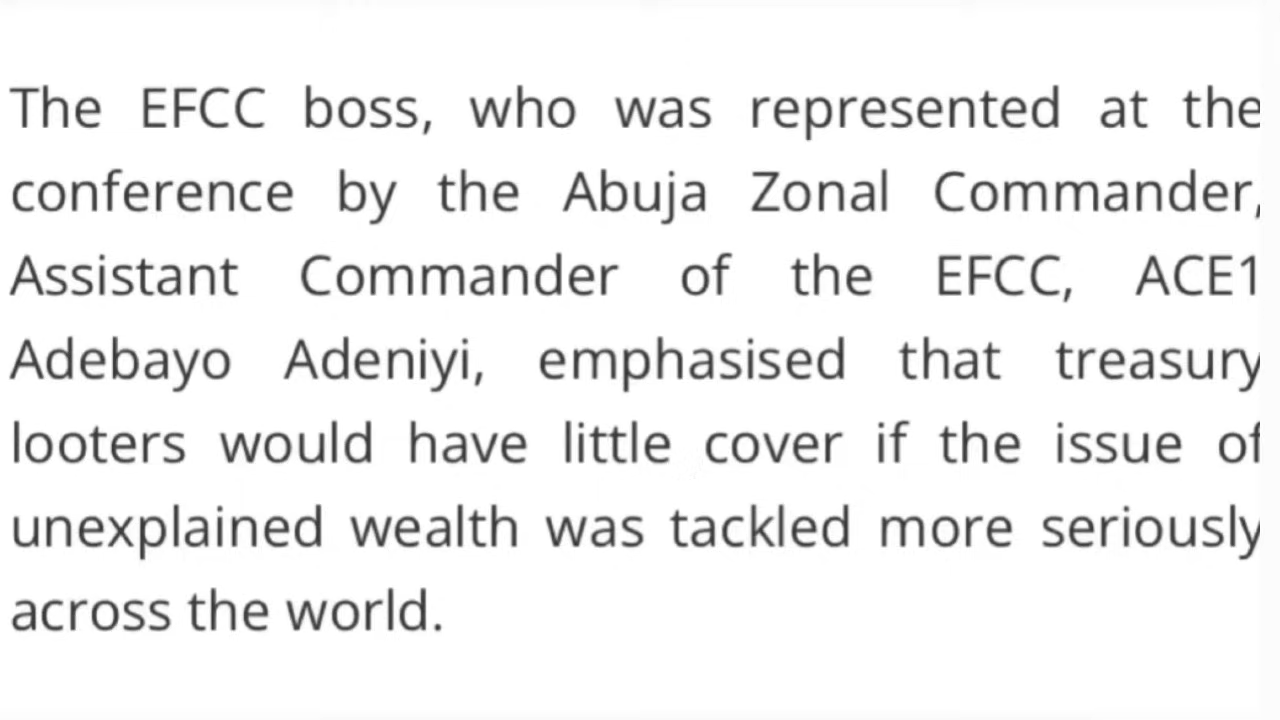 The EFCC boss, who was represented at the
conference by the Abuja Zonal Commander,
Assistant Commander of the EFCC, ACE1
Adebayo Adeniyi, emphasised that treasury
looters would have little cover if the issue of
unexplained wealth was tackled more seriously
across the world.